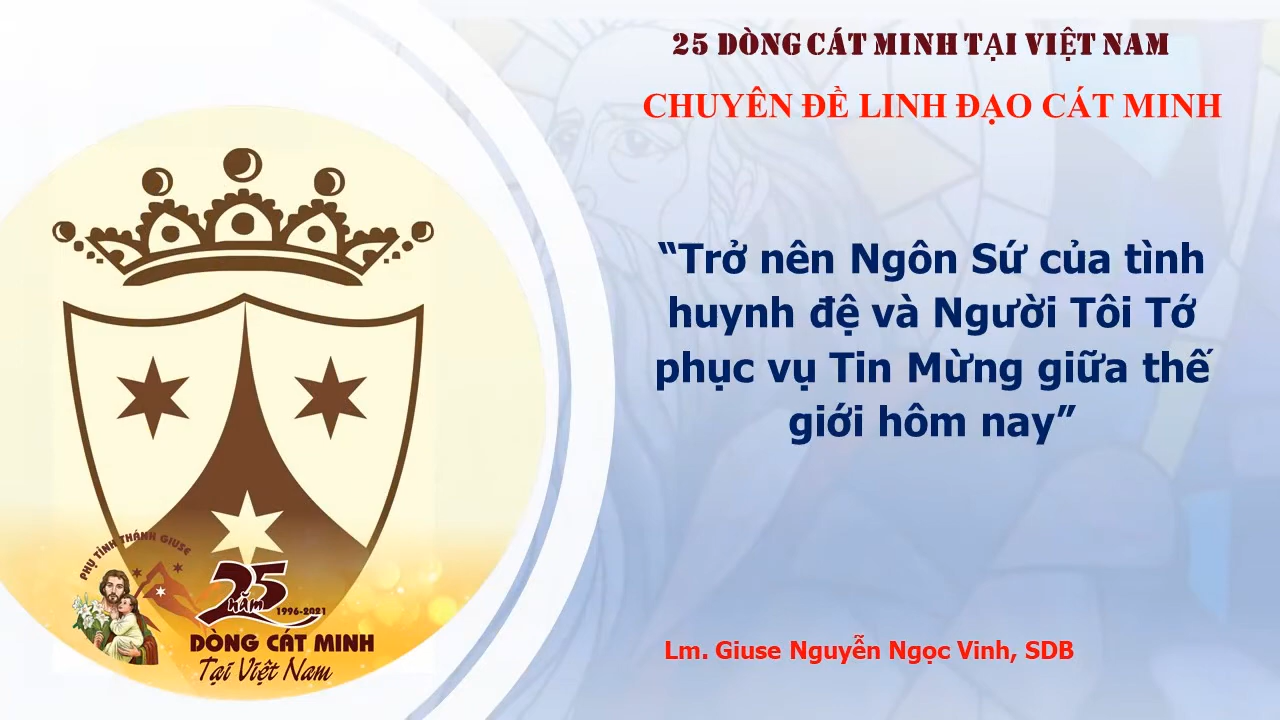 25 DÒNG CÁT MINH TẠI VIỆT NAM
CHUYÊN ĐỀ LINH ĐẠO CÁT MINH
“Trở nên Ngôn Sứ của tình
huynh đệ và Người Tôi Tớ
phục vụ Tin Mừng giữa thế
giới hôm nay”
PHỤ TÌNH THÁNH GIUSE
25
năm
1996-2021
DÒNG CÁT MINH
Tại Việt Nam
Lm. Giuse Nguyễn Ngọc Vinh, SDB